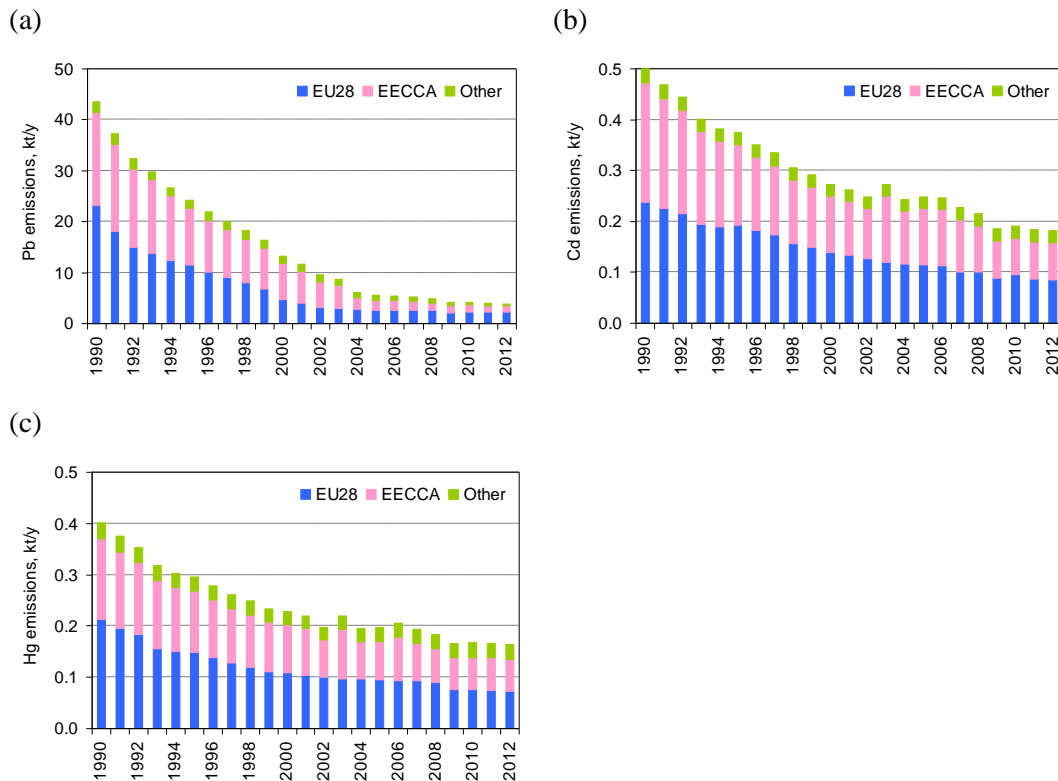 (a)
Pb emissions, kt/y
50
40
30
20
10
0
EU28 EECCA Other
1990 1992 1994 1996 1998 2000 2002 2004 2006 2008 2010 2012
(b)
Cd emissions, kt/y
0.5
0.4
0.3
0.2
0.1
0.0
EU28 EECCA Other
1990 1992 1994 1996 1998 2000 2002 2004 2006 2008 2010 2012
(c)
Hg emissions, kt/y
0.5
0.4
0.3
0.2
0.1
0.0
EU28 EECCA Other
1990 1992 1994 1996 1998 2000 2002 2004 2006 2008 2010 2012